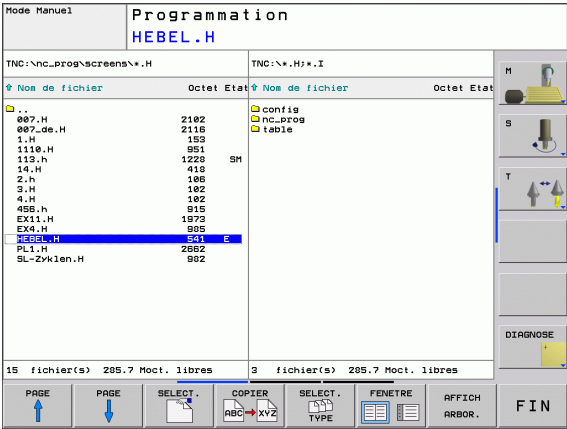 Mode Manuel
Programmation
HEBEL.H
TNC:\nc_prog\screens\*.H
TNC:\*.H;*.I
Nom de fichier Octet Etat
Nom de fichier Octet Etat
..
007.H 2102
007_de.H 2116
1.H 153
1110.H 951
113.h 1228 SM
14.H 418
2.h 106
3.H 102
4.H 102
456.h 915
EX11.H 1973
EX4.H 985
HEBEL.H 541 E
PL1.H 2662
SL-Zyklen.H 982
config
nc_prog
table
15 fichier(s) 285.7 Moct. libres
3 fichier(s) 285.7 Moct. libres
M
S
T
DIAGNOSE
PAGE
PAGE
SELECT.
COPIER
ABC XYZ
SELECT.
TYPE
FENETRE
AFFICH
ARBOR.
FIN